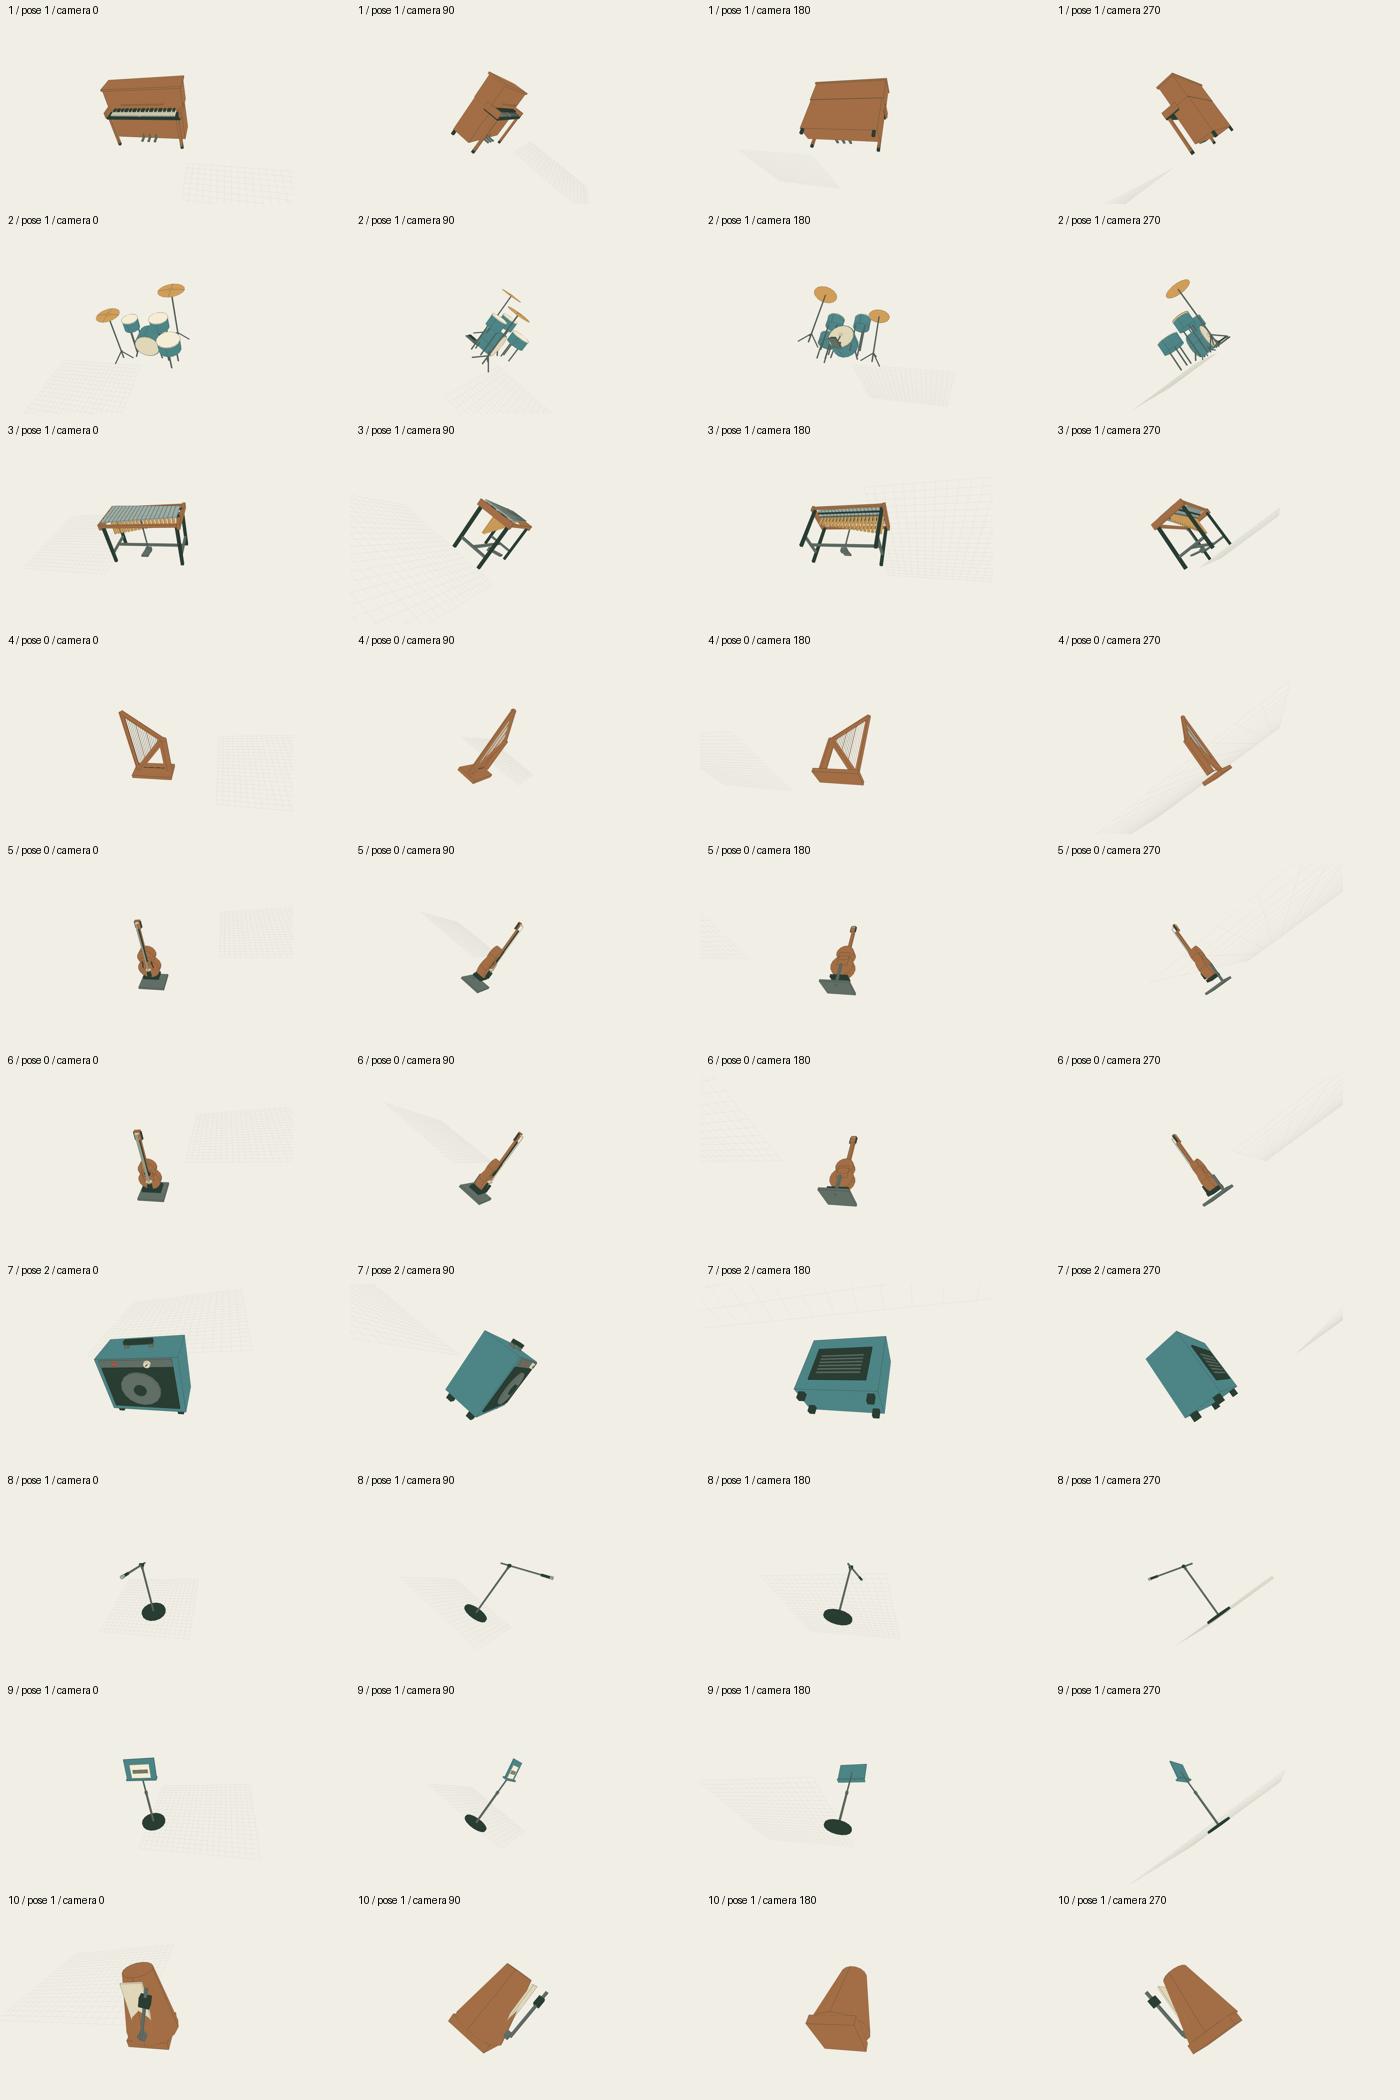 1 / pose 1 / camera 0
1 / pose 1 / camera 90
1 / pose 1 / camera 180
1 / pose 1 / camera 270
2 / pose 1 / camera 0
2 / pose 1 / camera 90
2 / pose 1 / camera 180
2 / pose 1 / camera 270
3 / pose 1 / camera 0
3 / pose 1 / camera 90
3 / pose 1 / camera 180
3 / pose 1 / camera 270
4 / pose 0 / camera 0
4 / pose 0 / camera 90
4 / pose 0 / camera 180
4 / pose 0 / camera 270
5 / pose 0 / camera 0
5 / pose 0 / camera 90
5 / pose 0 / camera 180
5 / pose 0 / camera 270
6 / pose 0 / camera 0
6 / pose 0 / camera 90
6 / pose 0 / camera 180
6 / pose 0 / camera 270
7 / pose 2 / camera 0
7 / pose 2 / camera 90
7 / pose 2 / camera 180
7 / pose 2 / camera 270
8 / pose 1 / camera 0
8 / pose 1 / camera 90
8 / pose 1 / camera 180
8 / pose 1 / camera 270
9 / pose 1 / camera 0
9 / pose 1 / camera 90
9 / pose 1 / camera 180
9 / pose 1 / camera 270
10 / pose 1 / camera 0
10 / pose 1 / camera 90
10 / pose 1 / camera 180
10 / pose 1 / camera 270